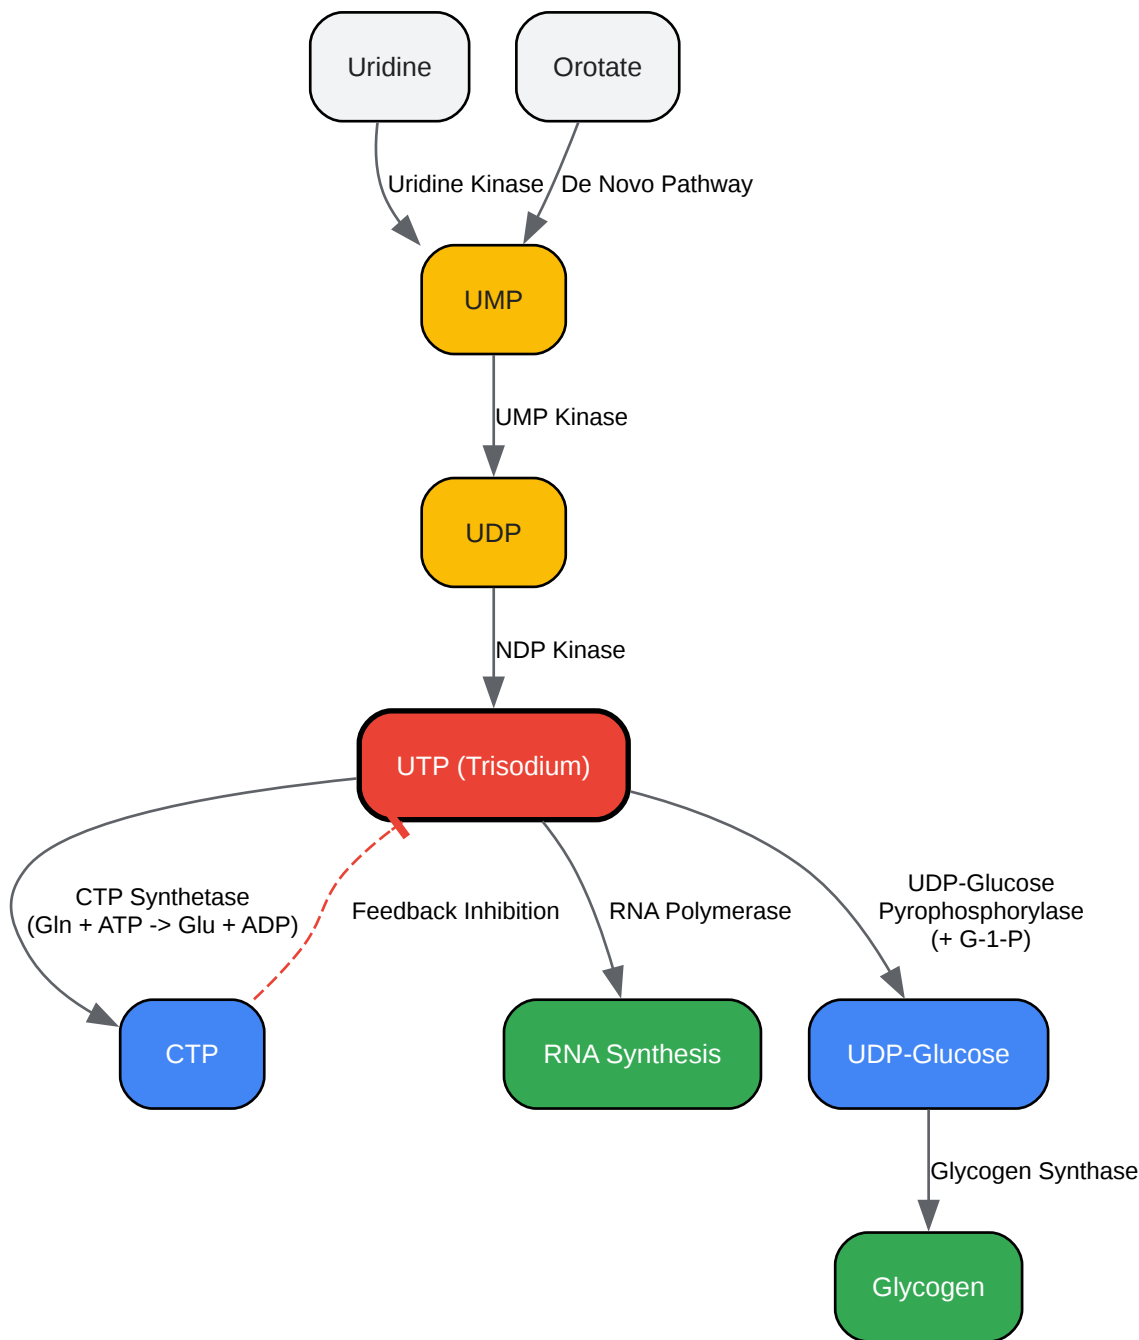 Uridine
Orotate
Uridine Kinase
De Novo Pathway
UMP
UMP Kinase
UDP
NDP Kinase
UTP (Trisodium)
CTP Synthetase
(Gln + ATP -> Glu + ADP)
Feedback Inhibition
RNA Polymerase
UDP-Glucose
Pyrophosphorylase
(+ G-1-P)
CTP
RNA Synthesis
UDP-Glucose
Glycogen Synthase
Glycogen